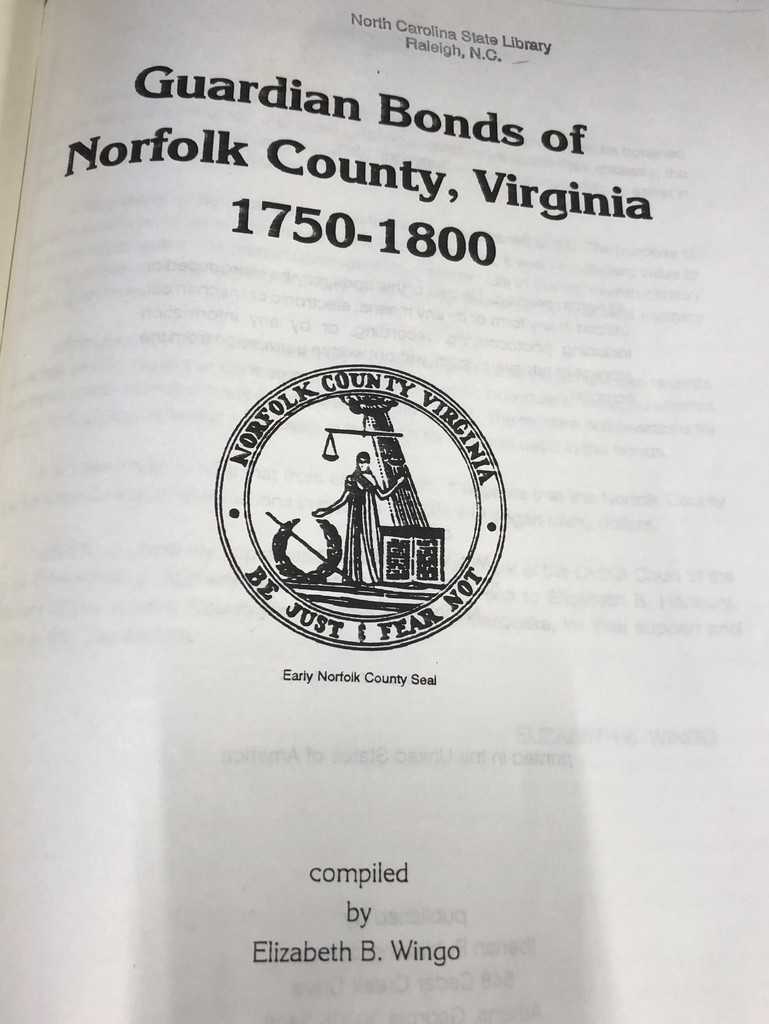 North Carolina State Library
Raleigh, N.C.
Guardian Bonds of
Norfolk County, Virginia
1750-1800
NORFOLK COUNTY VIRGINIA
BE JUST & FEAR NOT
Early Norfolk County Seal
compiled
by
Elizabeth B. Wingo